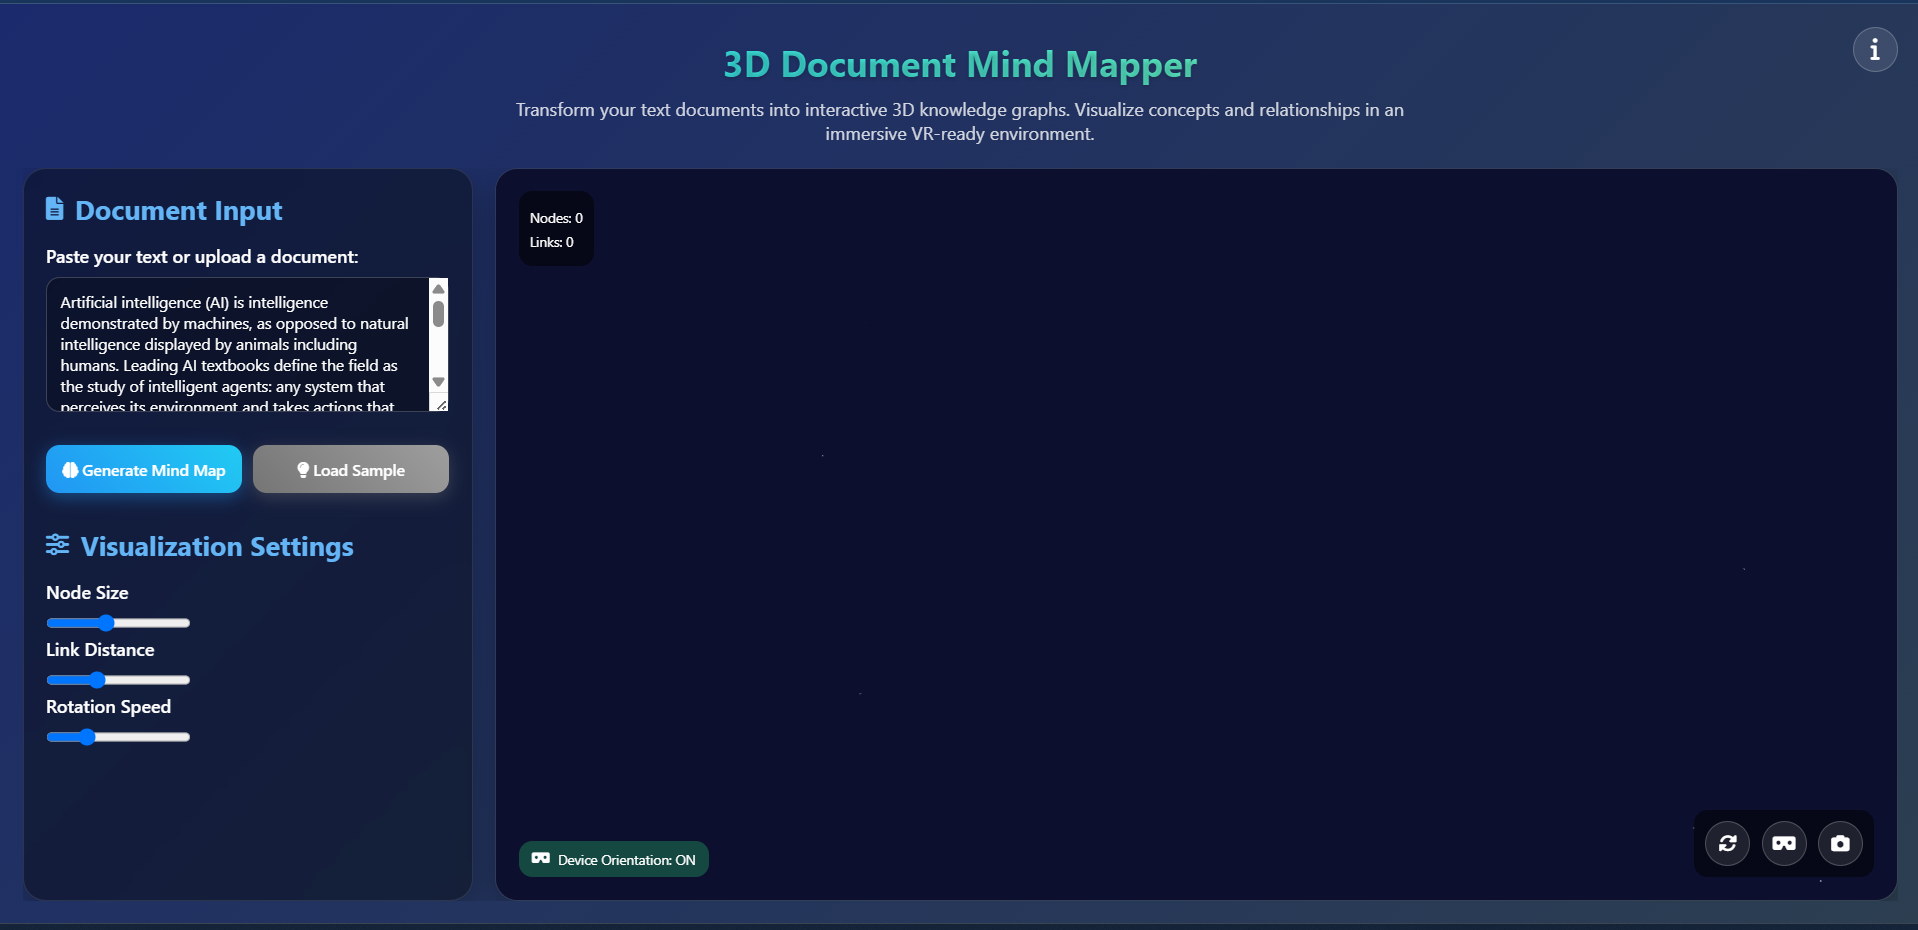 3D Document Mind Mapper
Transform your text documents into interactive 3D knowledge graphs. Visualize concepts and relationships in an
immersive VR-ready environment.
Document Input
Paste your text or upload a document:
Artificial intelligence (AI) is intelligence
demonstrated by machines, as opposed to natural
intelligence displayed by animals including
humans. Leading AI textbooks define the field as
the study of intelligent agents: any system that
perceives its environment and takes actions that
Generate Mind Map
Load Sample
Visualization Settings
Node Size
Link Distance
Rotation Speed
Nodes: 0
Links: 0
Device Orientation: ON